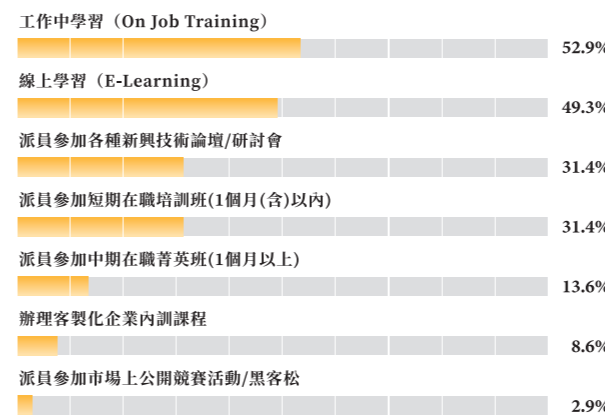 工作中學習（On Job Training）
52.9%
線上學習（E-Learning）
49.3%
派員參加各種新興技術論壇/研討會
31.4%
派員參加短期在職培訓班(1個月(含)以內)
31.4%
派員參加中期在職菁英班(1個月以上)
13.6%
辦理客製化企業內訓課程
8.6%
派員參加市場上公開競賽活動/黑客松
2.9%